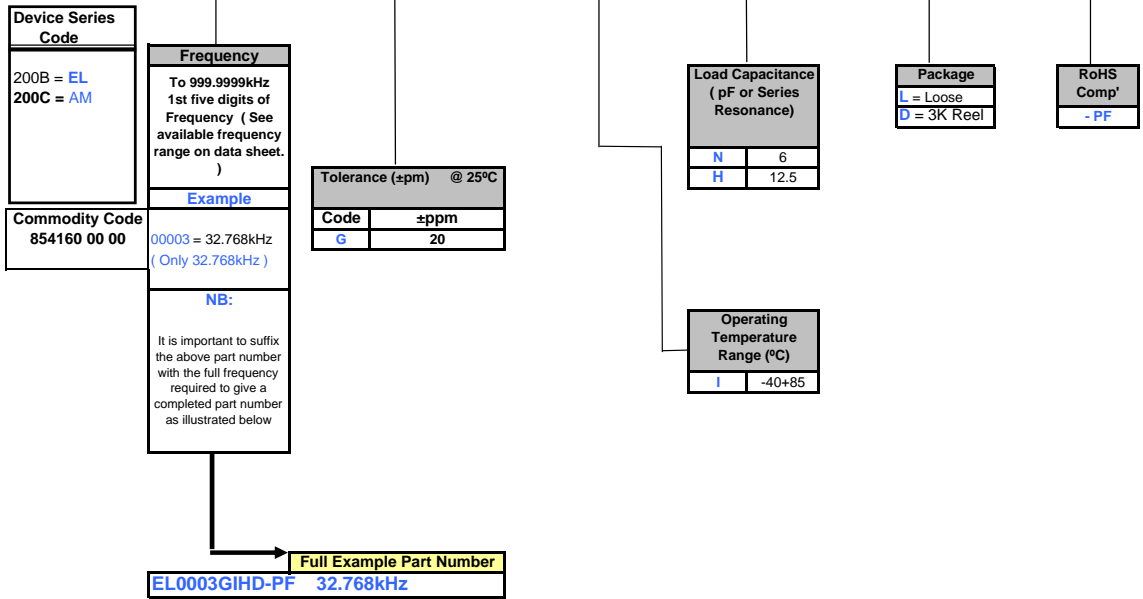 Device Series
Code
200B = EL
200C = AM
Commodity Code
854160 00 00
Frequency
To 999.9999kHz
1st five digits of
Frequency ( See
available frequency
range on data sheet.
)
Example
00003 = 32.768kHz
( Only 32.768kHz )
NB:
It is important to suffix
the above part number
with the full frequency
required to give a
completed part number
as illustrated below
Tolerance (±pm) @ 25ºC
Code ±ppm
G 20
Load Capacitance
( pF or Series
Resonance)
N 6
H 12.5
Operating
Temperature
Range (ºC)
I -40+85
Package
L = Loose
D = 3K Reel
RoHS
Comp'
- PF
Full Example Part Number
EL0003GIHD-PF 32.768kHz